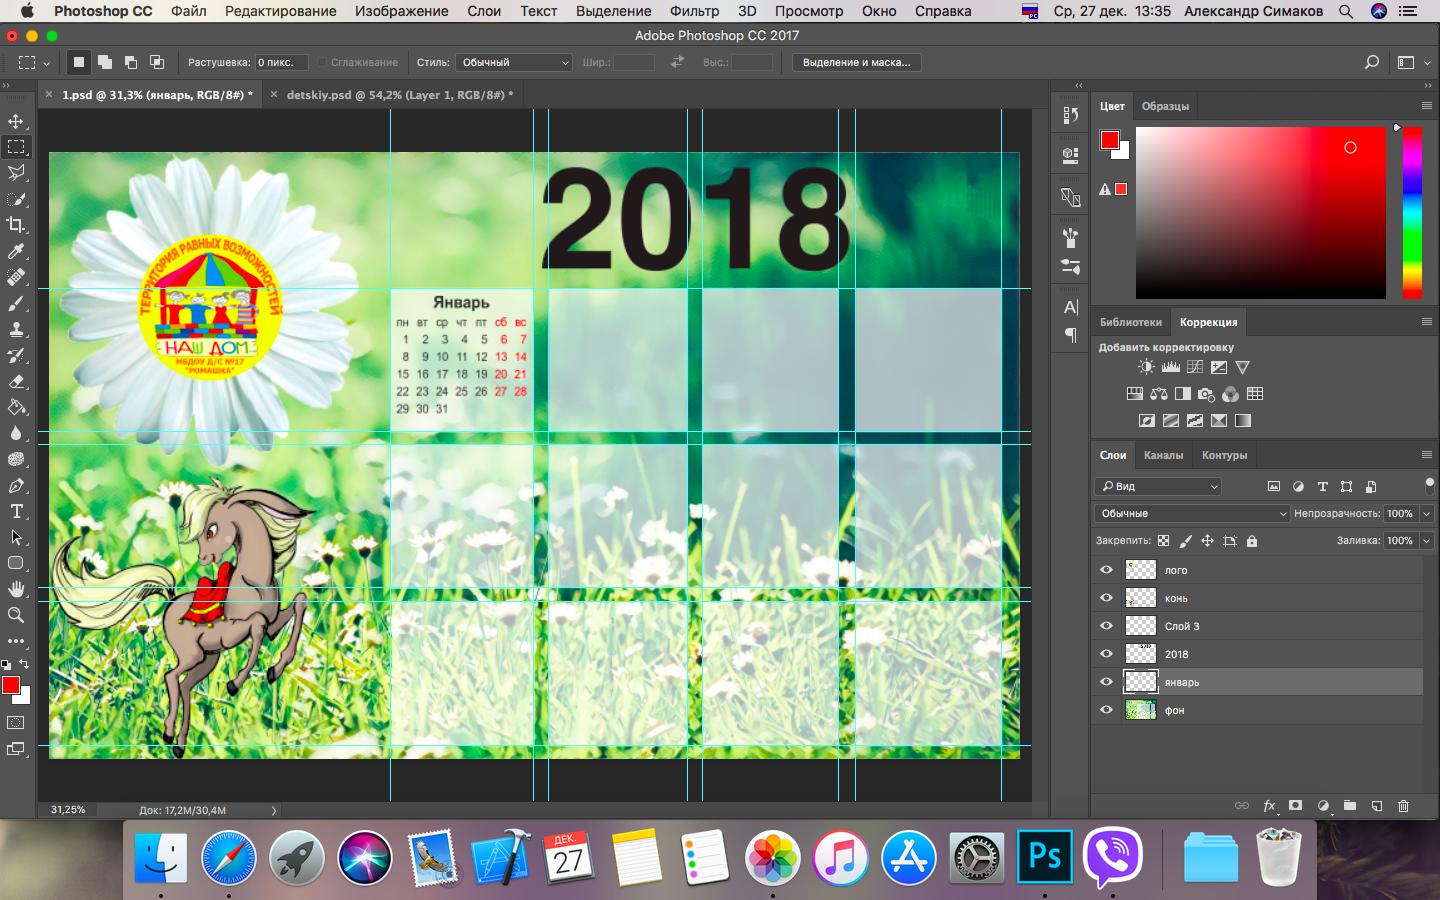 Photoshop CC Файл Редактирование Изображение Слои Текст Выделение Фильтр 3D Просмотр Окно Справка Ср, 27 дек. 13:35 Александр Симаков
Adobe Photoshop CC 2017
Растушевка: 0 пикс. Сглаживание Стиль: Обычный Шир.: Выс.: Выделение и маска...
1.psd @ 31,3% (январь, RGB/8#) * detskiy.psd @ 54,2% (Layer 1, RGB/8#) *
Цвет Образцы
2018
ТЕРРИТОРИЯ РАВНЫХ ВОЗМОЖНОСТЕЙ
НАШ ДОМ
МБДОУ Д/С №17
"РОМАШКА"
Январь
пн вт ср чт пт сб вс
1 2 3 4 5 6 7
8 9 10 11 12 13 14
15 16 17 18 19 20 21
22 23 24 25 26 27 28
29 30 31
Библиотеки Коррекция
Добавить корректировку
Слои Каналы Контуры
Вид
Обычные Непрозрачность: 100%
Закрепить: Заливка: 100%
лого
конь
Слой 3
2018
январь
фон
31,25% Док: 17,2M/30,4M
ДЕК.
27
Ps